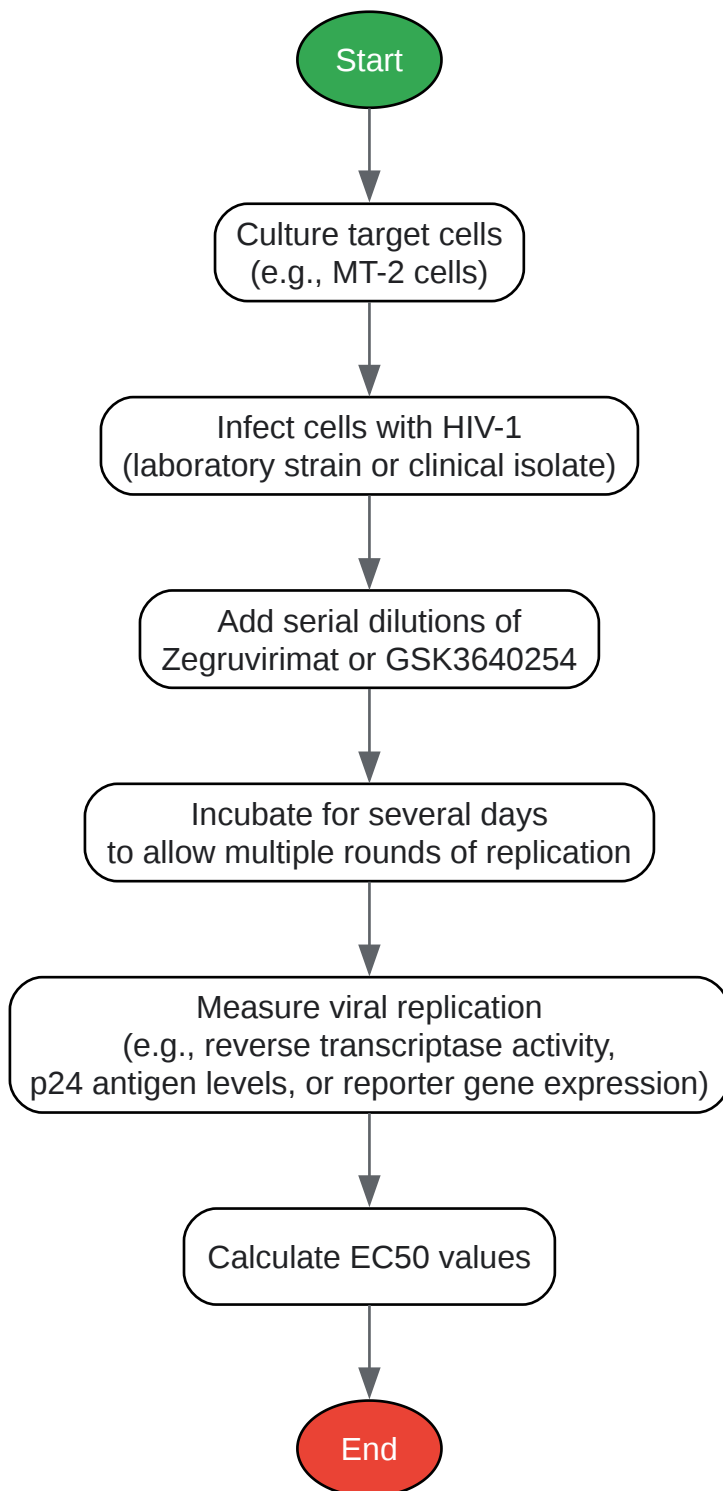 Start
Culture target cells
(e.g., MT-2 cells)
Infect cells with HIV-1
(laboratory strain or clinical isolate)
Add serial dilutions of
Zegruvirimat or GSK3640254
Incubate for several days
to allow multiple rounds of replication
Measure viral replication
(e.g., reverse transcriptase activity,
p24 antigen levels, or reporter gene expression)
Calculate EC50 values
End